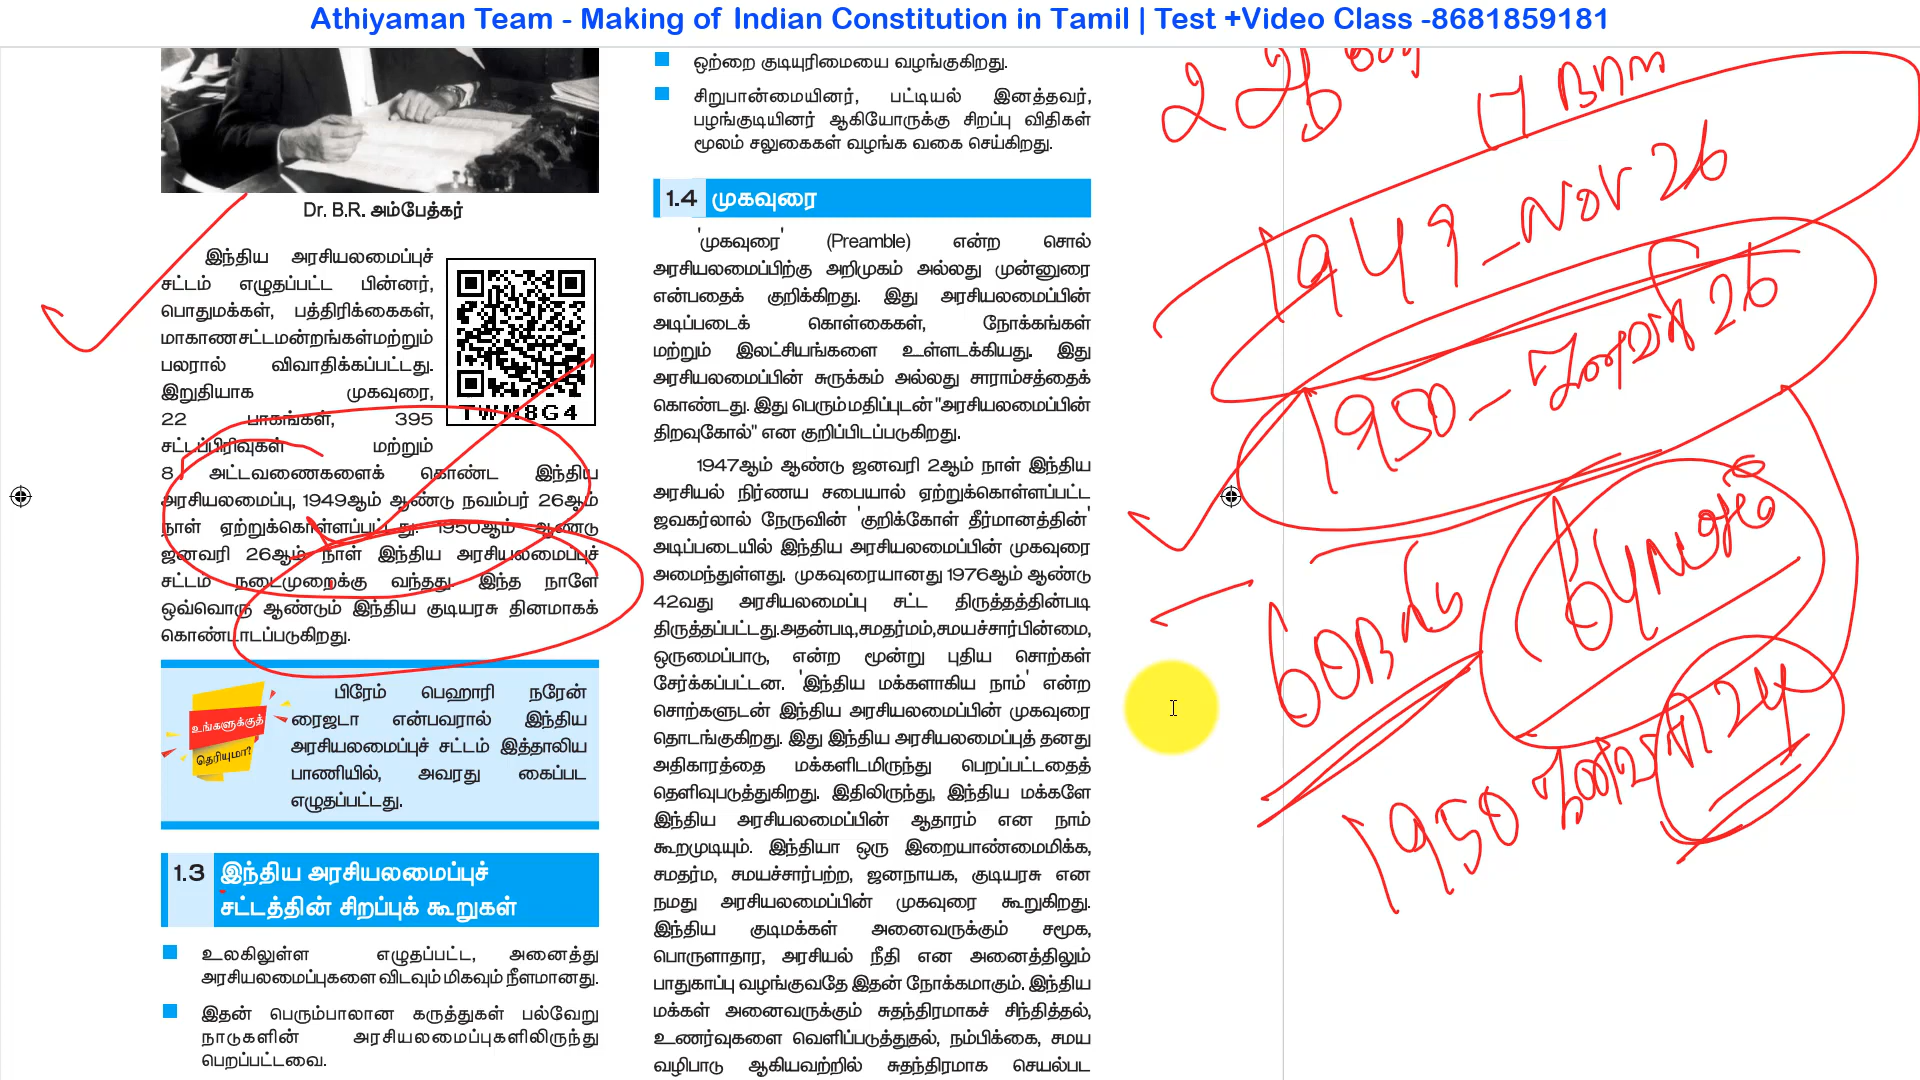 Athiyaman Team - Making of Indian Constitution in Tamil | Test +Video Class -8681859181
Dr. B.R. அம்பேத்கர்
இந்திய அரசியலமைப்புச்
சட்டம் எழுதப்பட்ட பின்னர்,
பொதுமக்கள், பத்திரிக்கைகள்,
மாகாணசட்டமன்றங்கள்மற்றும்
பலரால் விவாதிக்கப்பட்டது.
இறுதியாக முகவுரை,
22 பாகங்கள், 395
சட்டப்பிரிவுகள் மற்றும்
8 அட்டவணைகளைக் கொண்ட இந்திய
அரசியலமைப்பு, 1949ஆம் ஆண்டு நவம்பர் 26ஆம்
நாள் ஏற்றுக்கொள்ளப்பட்டது. 1950ஆம் ஆண்டு
ஜனவரி 26ஆம் நாள் இந்திய அரசியலமைப்புச்
சட்டம் நடைமுறைக்கு வந்தது. இந்த நாளே
ஒவ்வொரு ஆண்டும் இந்திய குடியரசு தினமாகக்
கொண்டாடப்படுகிறது.
TWM8G4
உங்களுக்குத்
தெரியுமா?
பிரேம் பெஹாரி நரேன்
ரைஜடா என்பவரால் இந்திய
அரசியலமைப்புச் சட்டம் இத்தாலிய
பாணியில், அவரது கைப்பட
எழுதப்பட்டது.
1.3 இந்திய அரசியலமைப்புச்
சட்டத்தின் சிறப்புக் கூறுகள்
உலகிலுள்ள எழுதப்பட்ட, அனைத்து
அரசியலமைப்புகளை விடவும் மிகவும் நீளமானது.
இதன் பெரும்பாலான கருத்துகள் பல்வேறு
நாடுகளின் அரசியலமைப்புகளிலிருந்து
பெறப்பட்டவை.
ஒற்றை குடியுரிமையை வழங்குகிறது.
சிறுபான்மையினர், பட்டியல் இனத்தவர்,
பழங்குடியினர் ஆகியோருக்கு சிறப்பு விதிகள்
மூலம் சலுகைகள் வழங்க வகை செய்கிறது.
1.4 முகவுரை
'முகவுரை' (Preamble) என்ற சொல்
அரசியலமைப்பிற்கு அறிமுகம் அல்லது முன்னுரை
என்பதைக் குறிக்கிறது. இது அரசியலமைப்பின்
அடிப்படைக் கொள்கைகள், நோக்கங்கள்
மற்றும் இலட்சியங்களை உள்ளடக்கியது. இது
அரசியலமைப்பின் சுருக்கம் அல்லது சாராம்சத்தைக்
கொண்டது. இது பெரும் மதிப்புடன் "அரசியலமைப்பின்
திறவுகோல்" என குறிப்பிடப்படுகிறது.
1947ஆம் ஆண்டு ஜனவரி 2ஆம் நாள் இந்திய
அரசியல் நிர்ணய சபையால் ஏற்றுக்கொள்ளப்பட்ட
ஜவகர்லால் நேருவின் 'குறிக்கோள் தீர்மானத்தின்'
அடிப்படையில் இந்திய அரசியலமைப்பின் முகவுரை
அமைந்துள்ளது. முகவுரையானது 1976ஆம் ஆண்டு
42வது அரசியலமைப்பு சட்ட திருத்தத்தின்படி
திருத்தப்பட்டது.அதன்படி,சமதர்மம்,சமயச்சார்பின்மை,
ஒருமைப்பாடு, என்ற மூன்று புதிய சொற்கள்
சேர்க்கப்பட்டன. 'இந்திய மக்களாகிய நாம்' என்ற
சொற்களுடன் இந்திய அரசியலமைப்பின் முகவுரை
தொடங்குகிறது. இது இந்திய அரசியலமைப்புத் தனது
அதிகாரத்தை மக்களிடமிருந்து பெறப்பட்டதைத்
தெளிவுபடுத்துகிறது. இதிலிருந்து, இந்திய மக்களே
இந்திய அரசியலமைப்பின் ஆதாரம் என நாம்
கூறமுடியும். இந்தியா ஒரு இறையாண்மைமிக்க,
சமதர்ம, சமயச்சார்பற்ற, ஜனநாயக, குடியரசு என
நமது அரசியலமைப்பின் முகவுரை கூறுகிறது.
இந்திய குடிமக்கள் அனைவருக்கும் சமூக,
பொருளாதார, அரசியல் நீதி என அனைத்திலும்
பாதுகாப்பு வழங்குவதே இதன் நோக்கமாகும். இந்திய
மக்கள் அனைவருக்கும் சுதந்திரமாகச் சிந்தித்தல்,
உணர்வுகளை வெளிப்படுத்துதல், நம்பிக்கை, சமய
வழிபாடு ஆகியவற்றில் சுதந்திரமாக செயல்பட
17 நாள்
1949 - Nov 26
1950 - ஜனவரி 26
1950 ஜனவரி 24